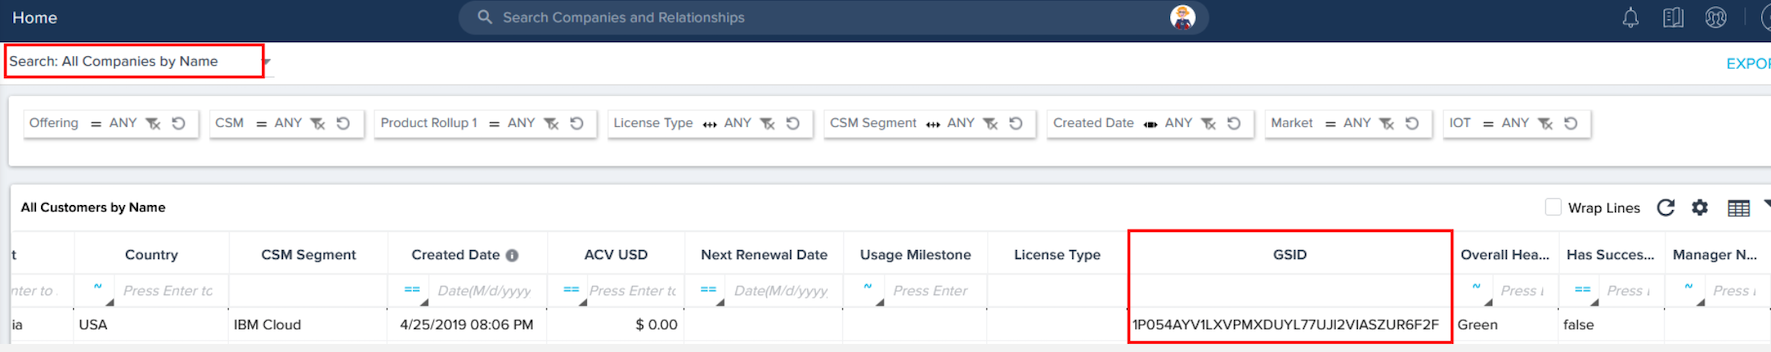 Home
Search Companies and Relationships
Search: All Companies by Name
EXPOR
Offering = ANY CSM = ANY Product Rollup 1 = ANY License Type ↔ ANY CSM Segment ↔ ANY Created Date ANY Market = ANY IOT = ANY
All Customers by Name
Wrap Lines
t Country CSM Segment Created Date ACV USD Next Renewal Date Usage Milestone License Type GSID Overall Hea... Has Succes... Manager N...
nter to . ~ Press Enter to == Date(M/d/yyyy == Press Enter to == Date(M/d/yyyy, ~ Press Enter ~ Press I == Press I ~ Press I
ia USA IBM Cloud 4/25/2019 08:06 PM $ 0.00 1P054AYV1LXVPMXDUYL77UJI2VIASZUR6F2F Green false